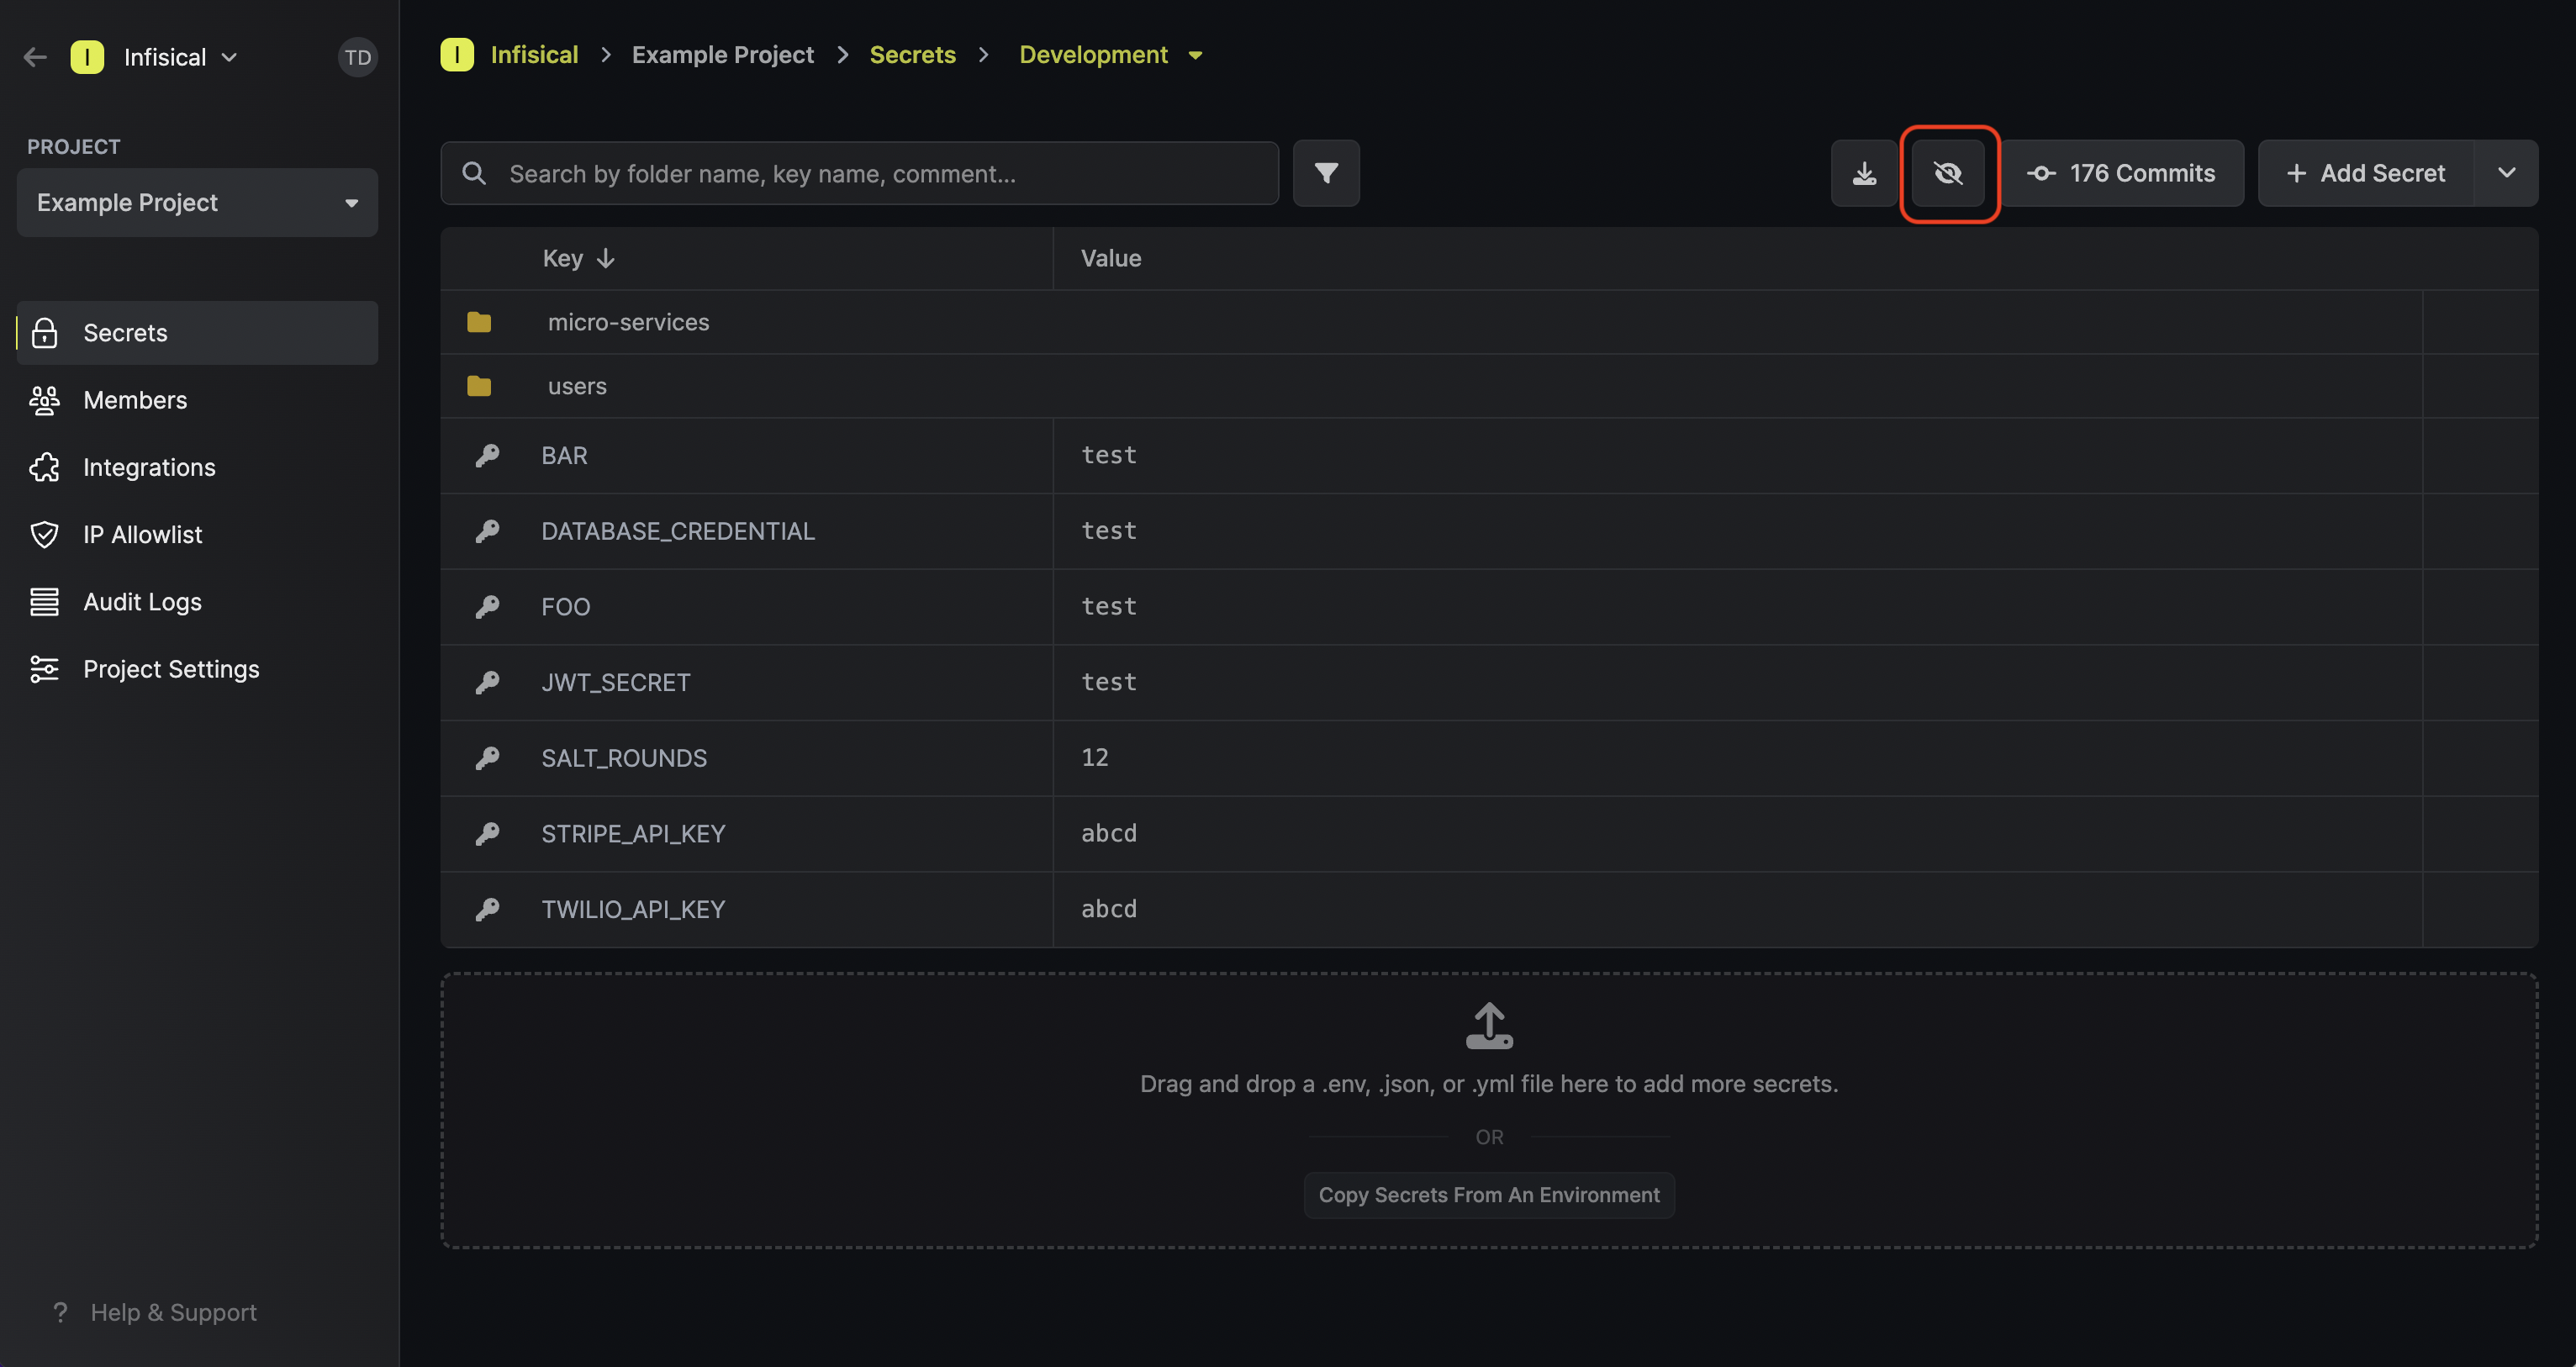 I Infisical TD
PROJECT
Example Project
Secrets
Members
Integrations
IP Allowlist
Audit Logs
Project Settings
? Help & Support
I Infisical > Example Project > Secrets > Development
Search by folder name, key name, comment...
176 Commits
+ Add Secret
Key Value
micro-services
users
BAR test
DATABASE_CREDENTIAL test
FOO test
JWT_SECRET test
SALT_ROUNDS 12
STRIPE_API_KEY abcd
TWILIO_API_KEY abcd
Drag and drop a .env, .json, or .yml file here to add more secrets.
OR
Copy Secrets From An Environment